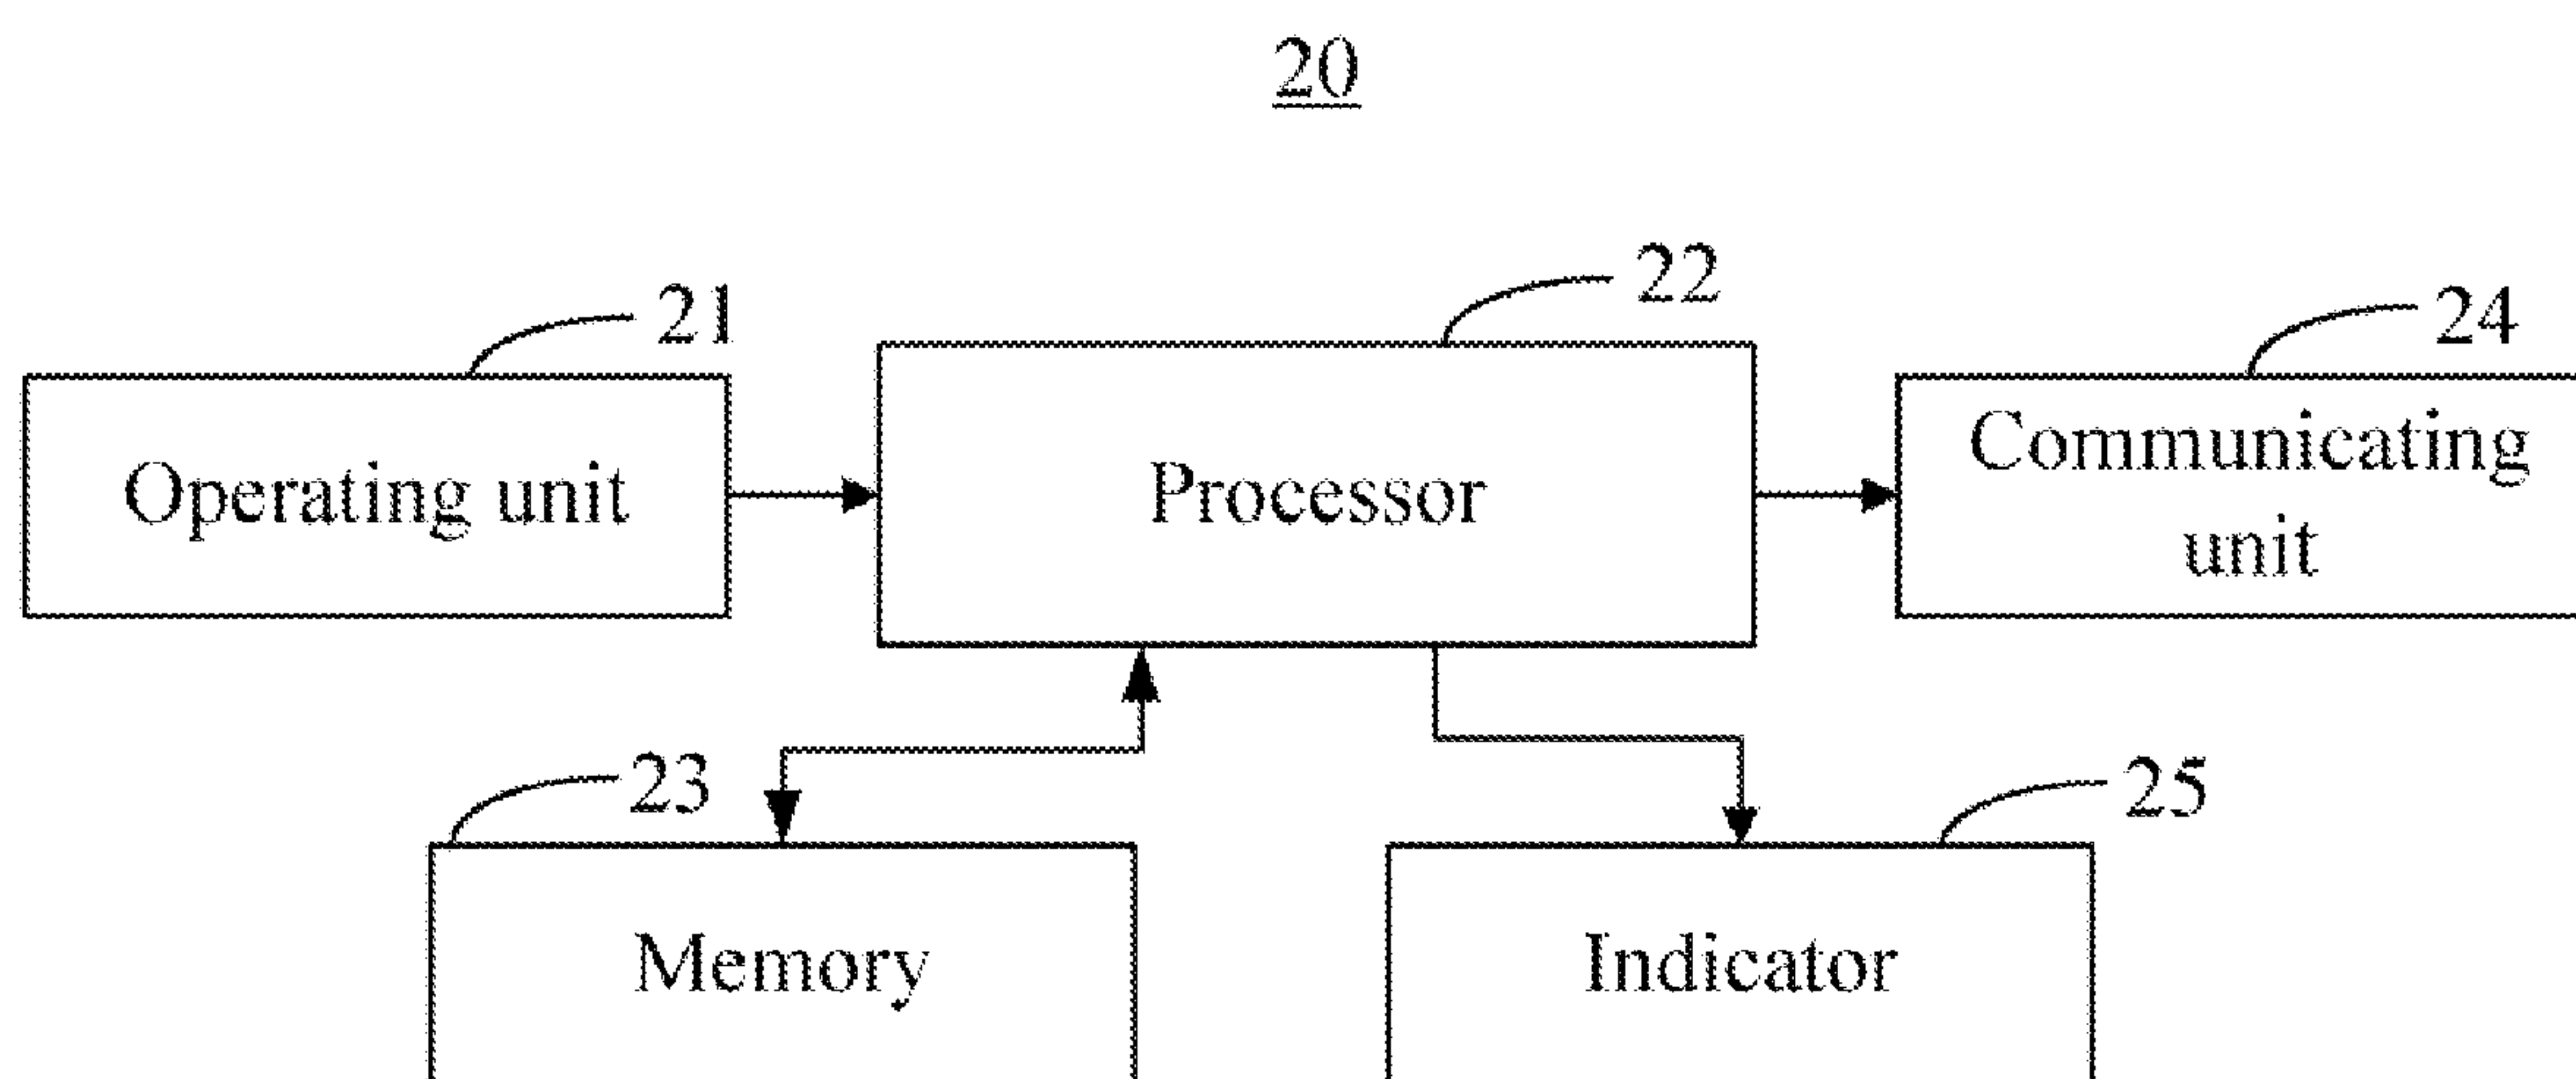 20
21
22
24
Operating unit
Processor
Communicating
unit
23
25
Memory
Indicator